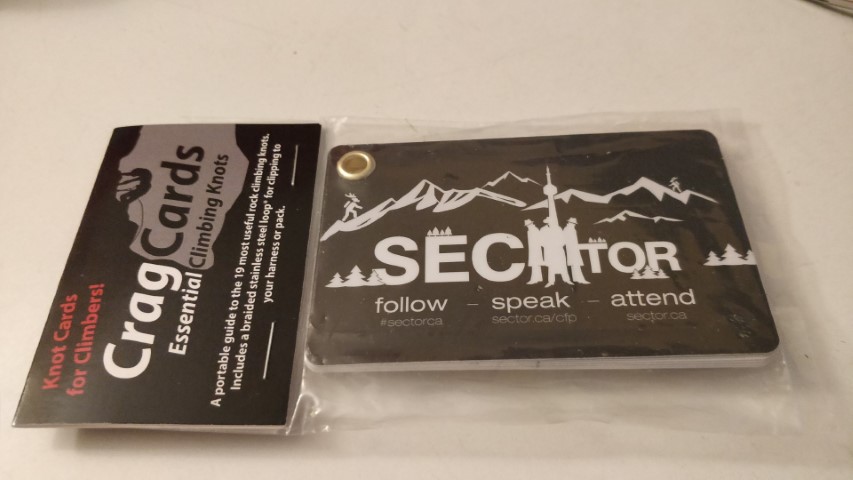 Knot Cards
for Climbers!
CragCards
Essential Climbing Knots
A portable guide to the 19 most useful rock climbing knots.
Includes a braided stainless steel loop* for clipping to
your harness or pack.
SECTOR
follow – speak – attend
#sectorca sector.ca/cfp sector.ca